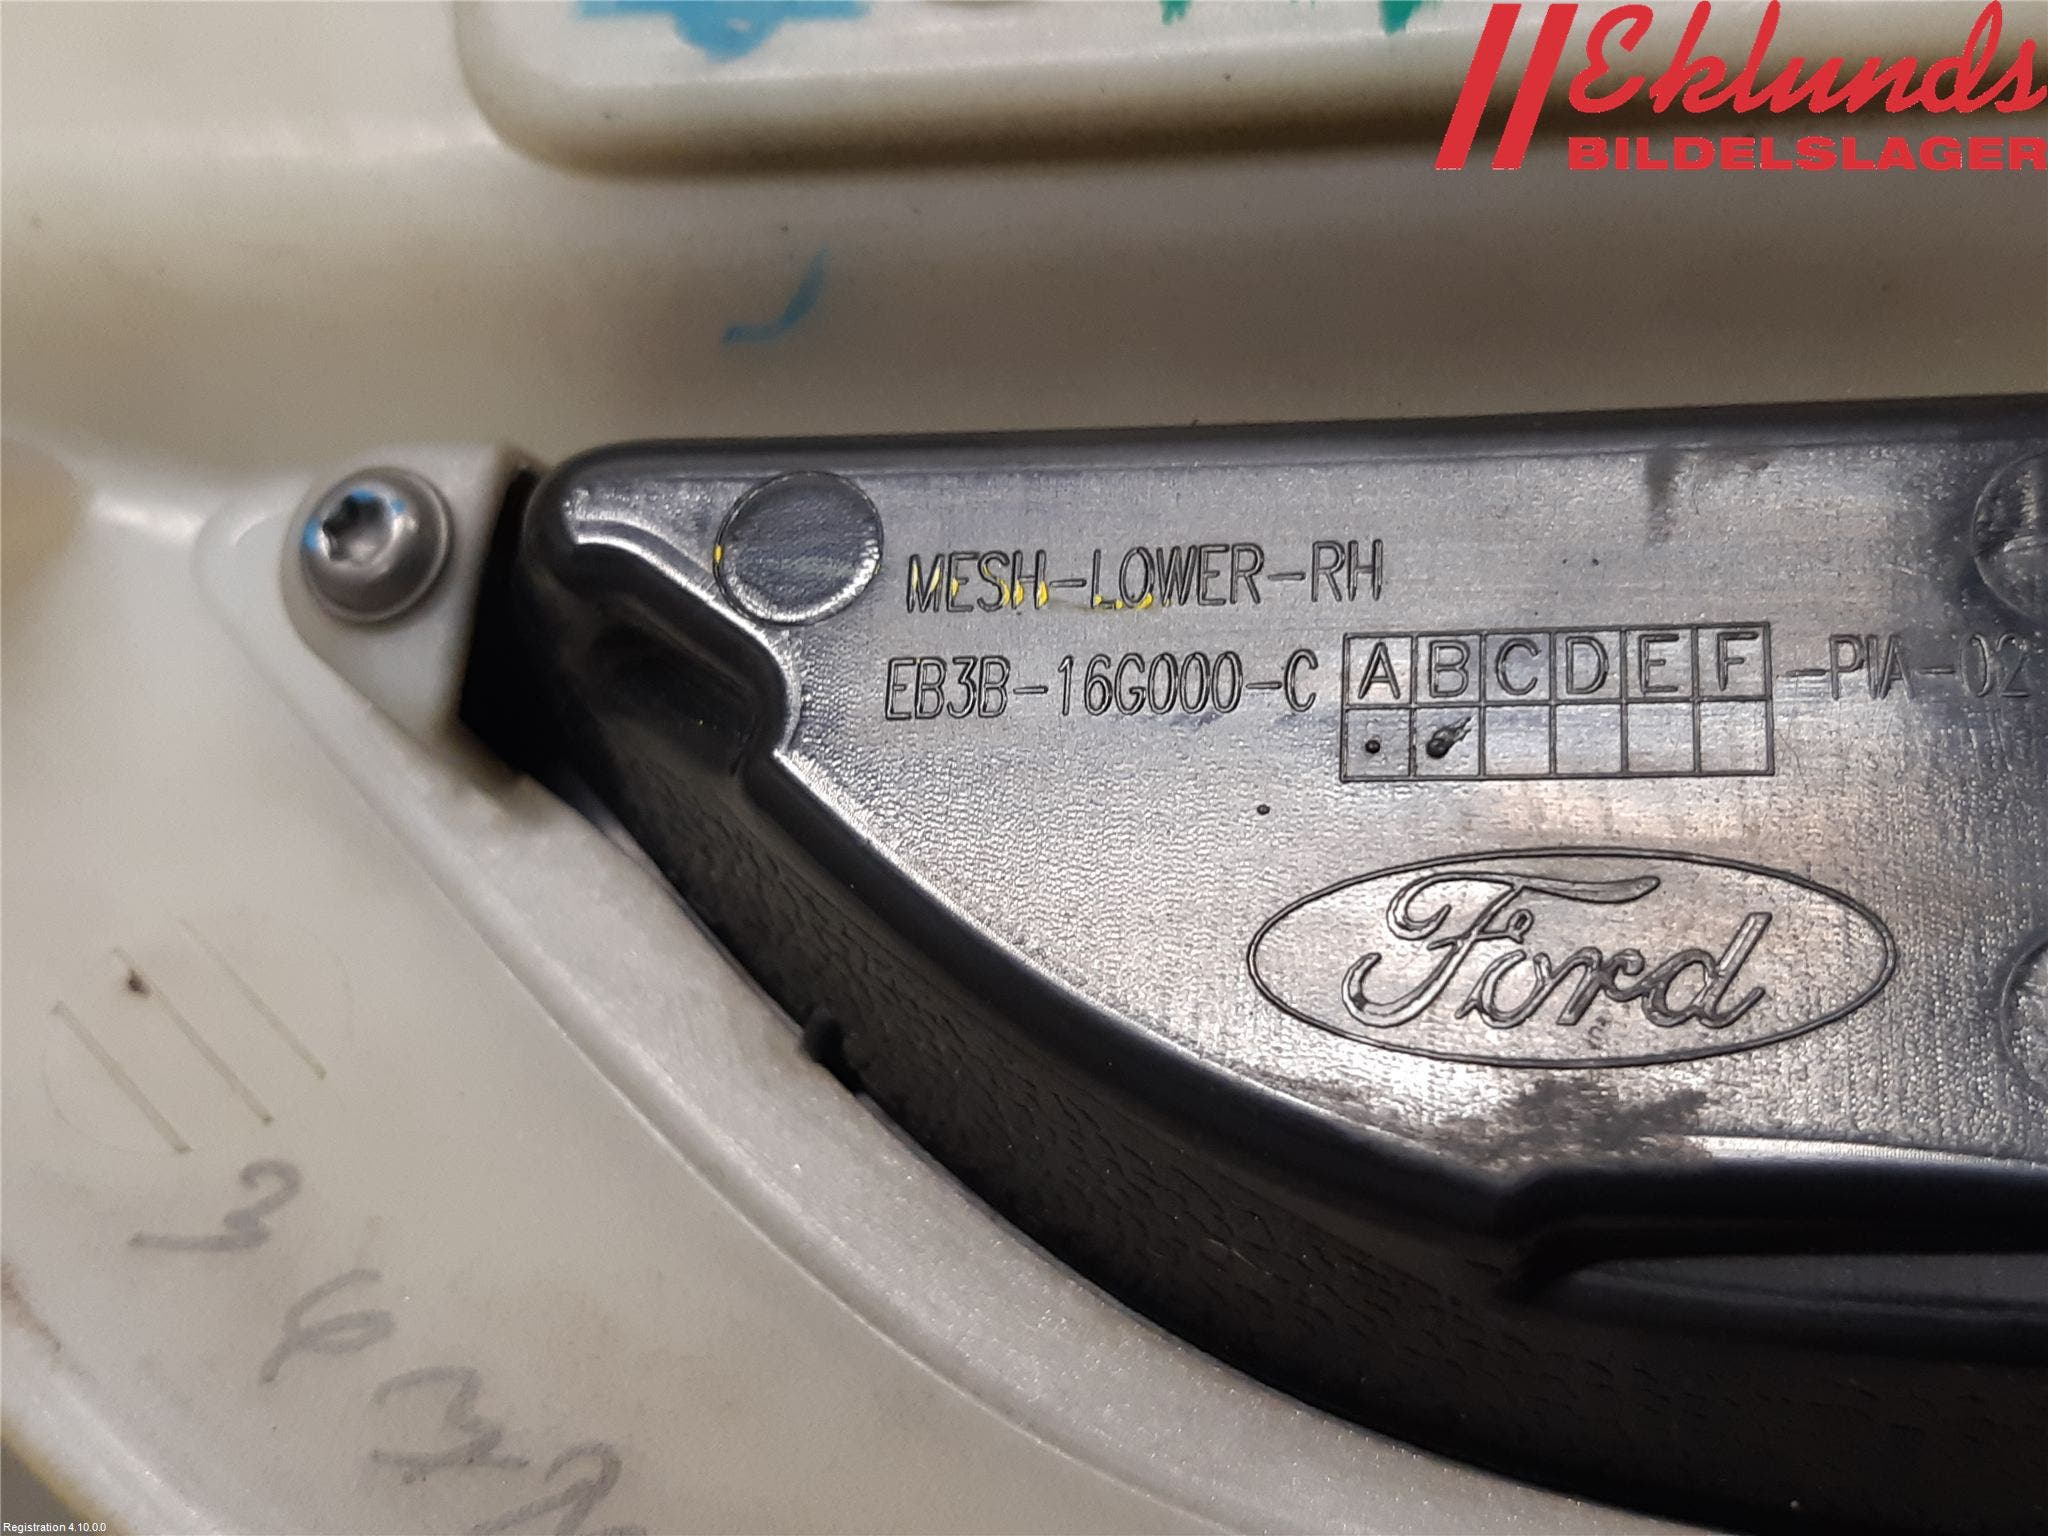 Eklunds
BILDELSLAGER
MESH-LOWER-RH
EB3B-16G000-C A B C D E F -PIA-02
Ford
Registration 4.10.0.0